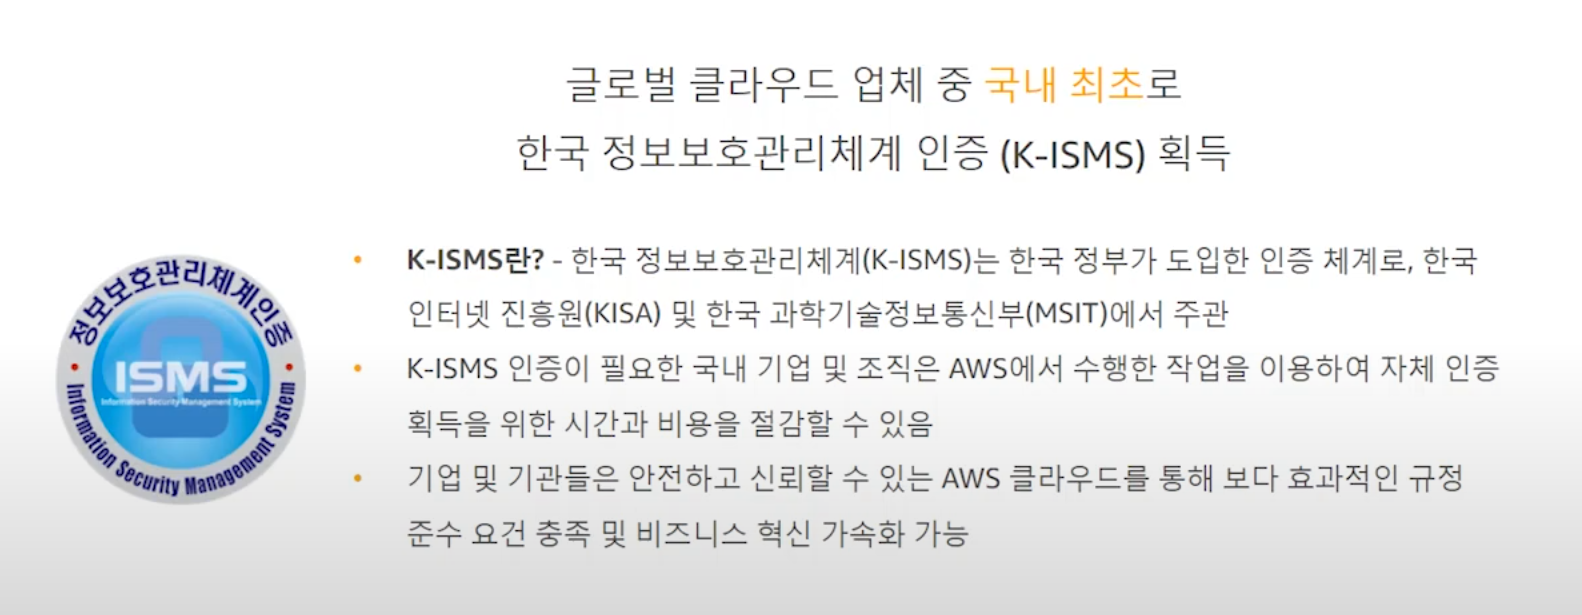 글로벌 클라우드 업체 중 국내 최초로
한국 정보보호관리체계 인증 (K-ISMS) 획득
정보보호관리체계인증
ISMS
Information Security Management System
Information Security Management System
• K-ISMS란? - 한국 정보보호관리체계(K-ISMS)는 한국 정부가 도입한 인증 체계로, 한국
인터넷 진흥원(KISA) 및 한국 과학기술정보통신부(MSIT)에서 주관
• K-ISMS 인증이 필요한 국내 기업 및 조직은 AWS에서 수행한 작업을 이용하여 자체 인증
획득을 위한 시간과 비용을 절감할 수 있음
• 기업 및 기관들은 안전하고 신뢰할 수 있는 AWS 클라우드를 통해 보다 효과적인 규정
준수 요건 충족 및 비즈니스 혁신 가속화 가능